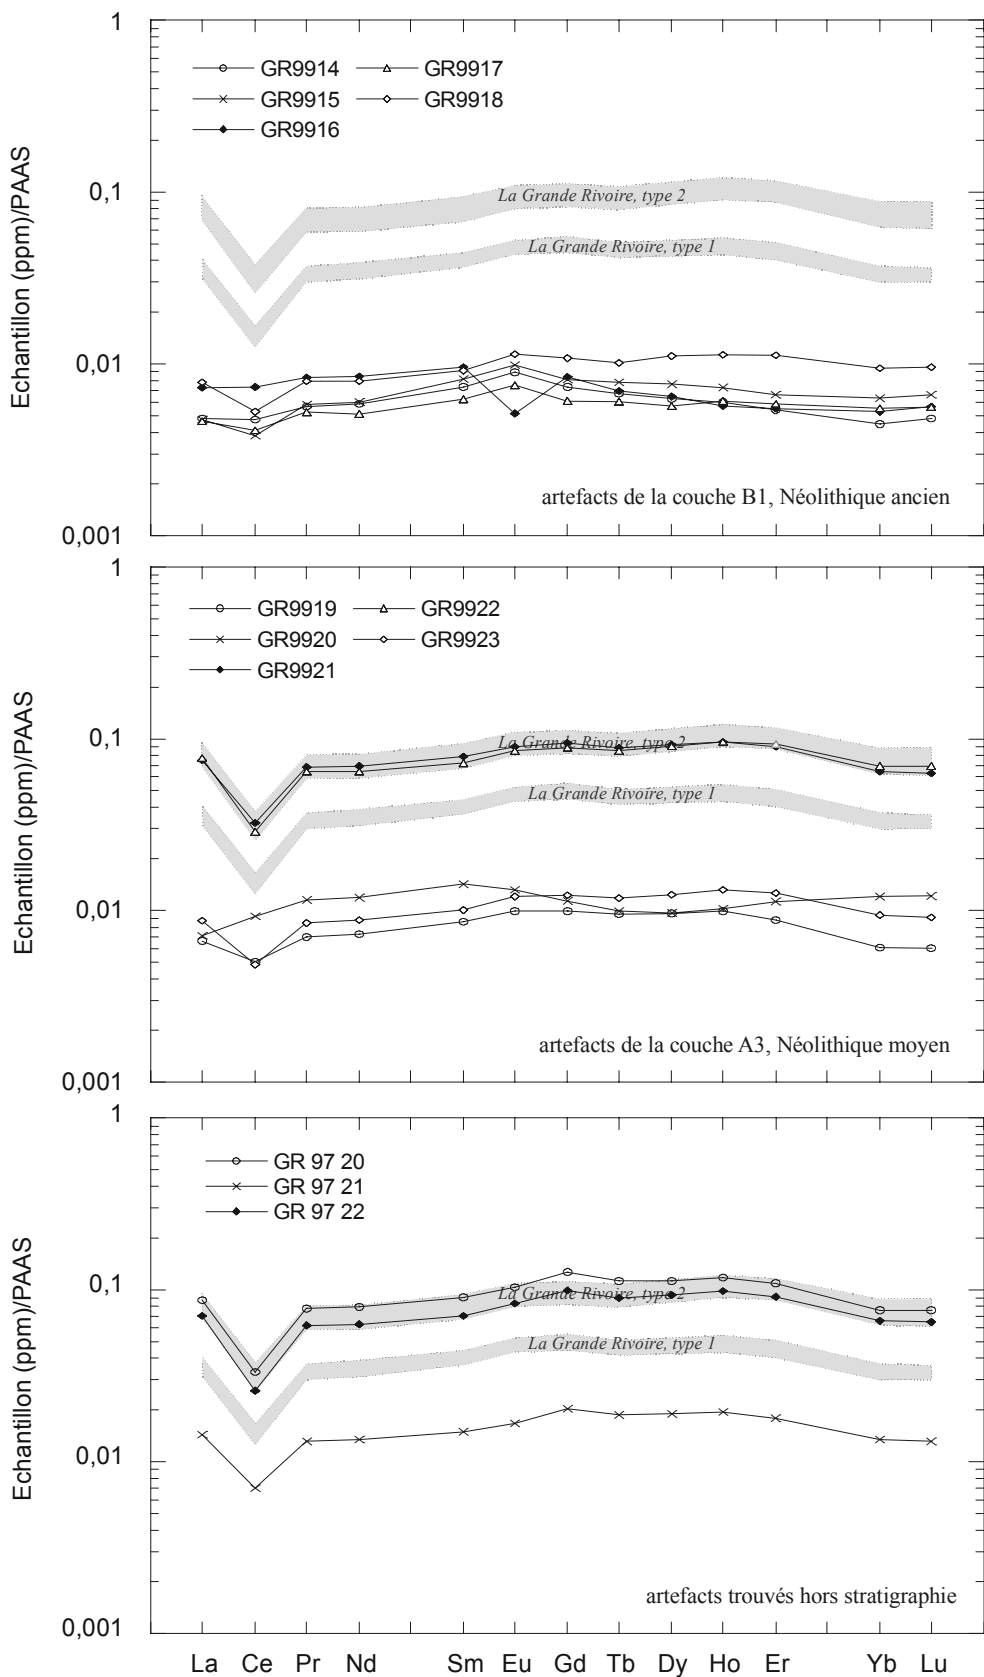 1
GR9914 GR9917
GR9915 GR9918
GR9916
0,1
La Grande Rivoire, type 2
La Grande Rivoire, type 1
Echantillon (ppm)/PAAS
0,01
artefacts de la couche B1, Néolithique ancien
0,001
1
GR9919 GR9922
GR9920 GR9923
GR9921
0,1
La Grande Rivoire, type 2
La Grande Rivoire, type 1
Echantillon (ppm)/PAAS
0,01
artefacts de la couche A3, Néolithique moyen
0,001
1
GR 97 20
GR 97 21
GR 97 22
0,1
La Grande Rivoire, type 2
La Grande Rivoire, type 1
Echantillon (ppm)/PAAS
0,01
artefacts trouvés hors stratigraphie
0,001
La Ce Pr Nd Sm Eu Gd Tb Dy Ho Er Yb Lu